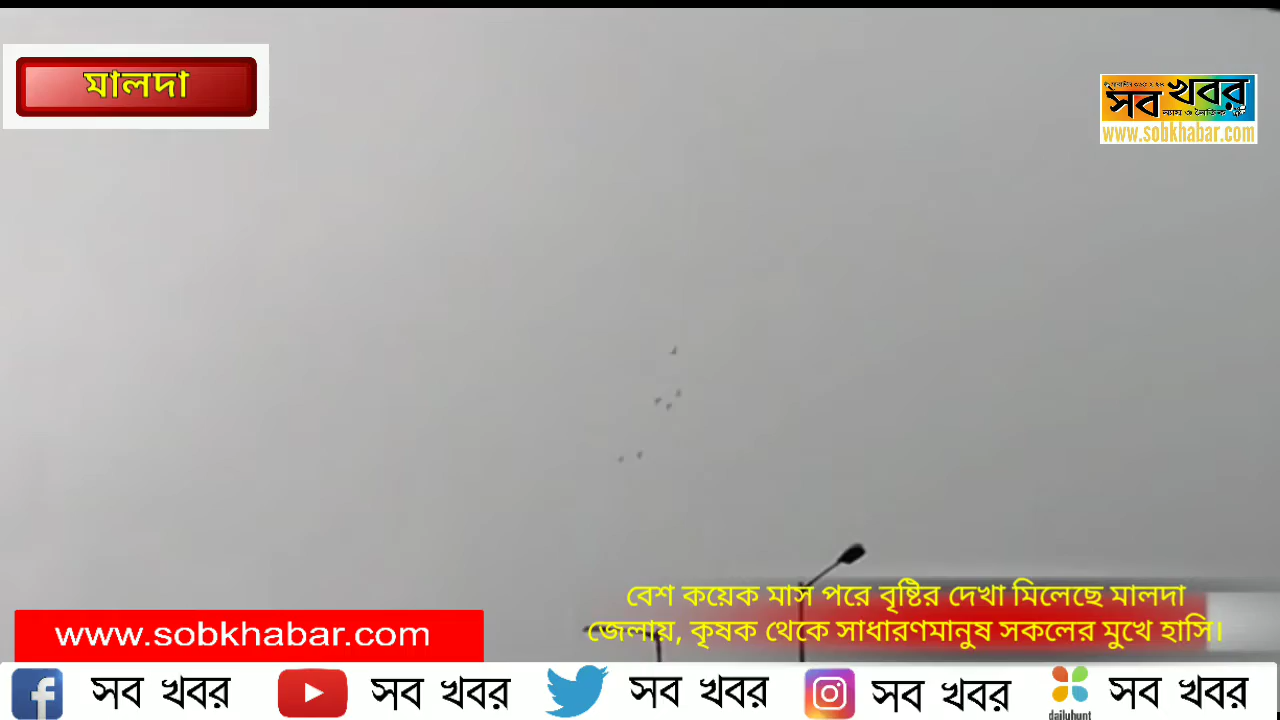 মালদা
সব খবর
www.sobkhabar.com
বেশ কয়েক মাস পরে বৃষ্টির দেখা মিলেছে মালদা
জেলায়, কৃষক থেকে সাধারণমানুষ সকলের মুখে হাসি।
www.sobkhabar.com
সব খবর সব খবর সব খবর সব খবর সব খবর
dailyhunt